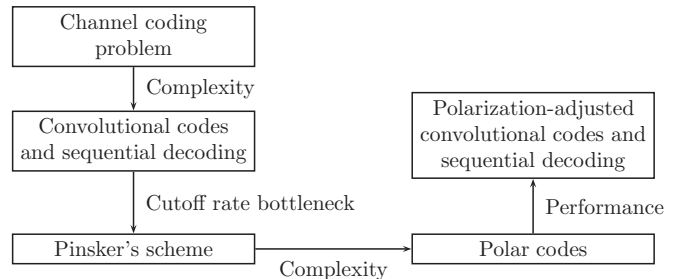 Channel coding
problem
Complexity
Convolutional codes
and sequential decoding
Cutoff rate bottleneck
Pinsker's scheme
Complexity
Polar codes
Performance
Polarization-adjusted
convolutional codes and
sequential decoding